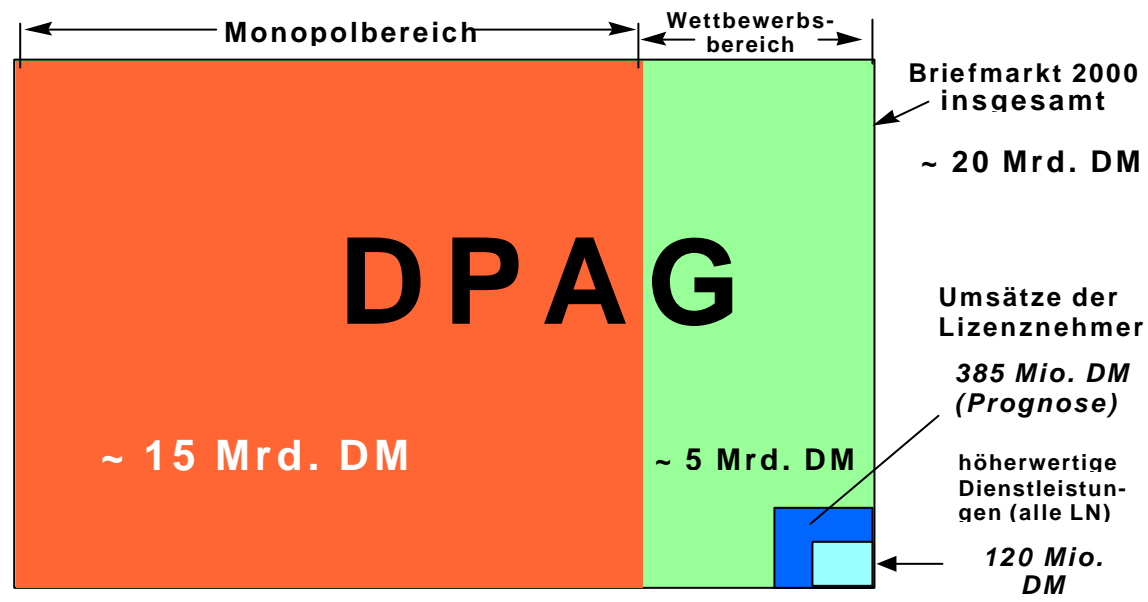 Monopolbereich
Wettbewerbs-
bereich
Briefmarkt 2000
insgesamt
~ 20 Mrd. DM
DPAG
Umsätze der
Lizenznehmer
385 Mio. DM
(Prognose)
~ 15 Mrd. DM
~ 5 Mrd. DM
höherwertige
Dienstleistun-
gen (alle LN)
120 Mio.
DM